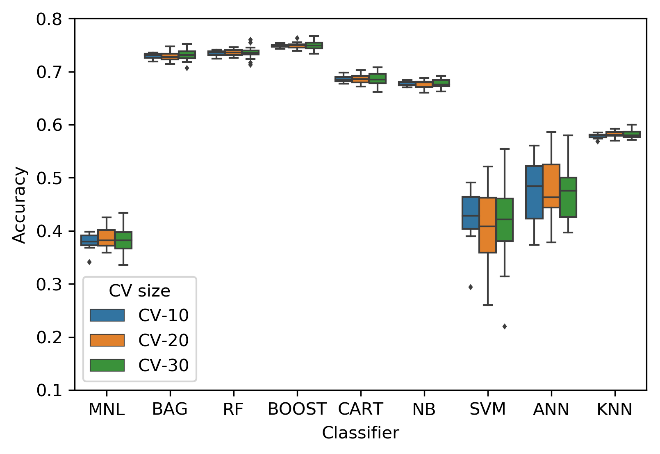 0.8
0.7
0.6
0.5
0.4
0.3
0.2
0.1
Accuracy
CV size
CV-10
CV-20
CV-30
MNL BAG RF BOOST CART NB SVM ANN KNN
Classifier